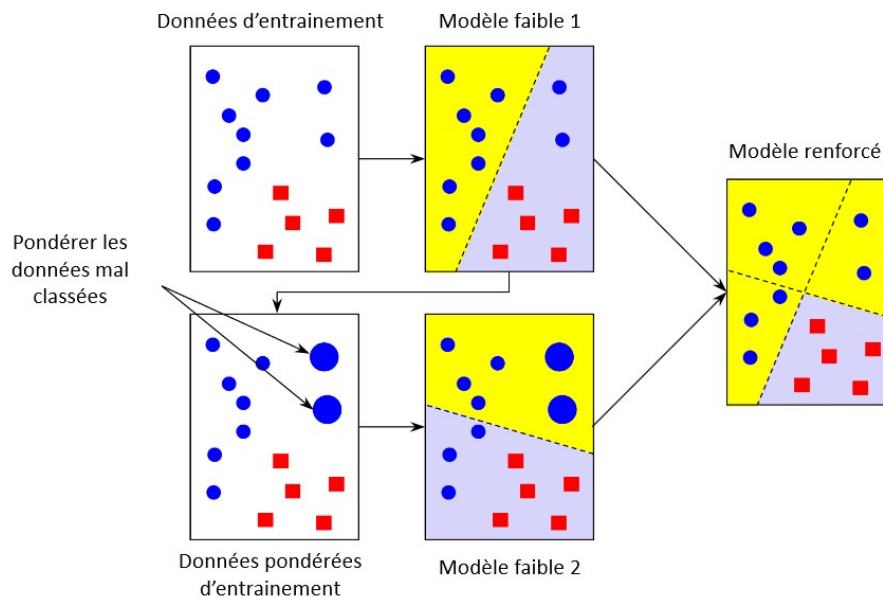 Données d'entrainement
Modèle faible 1
Modèle renforcé
Pondérer les
données mal
classées
Données pondérées
d'entrainement
Modèle faible 2